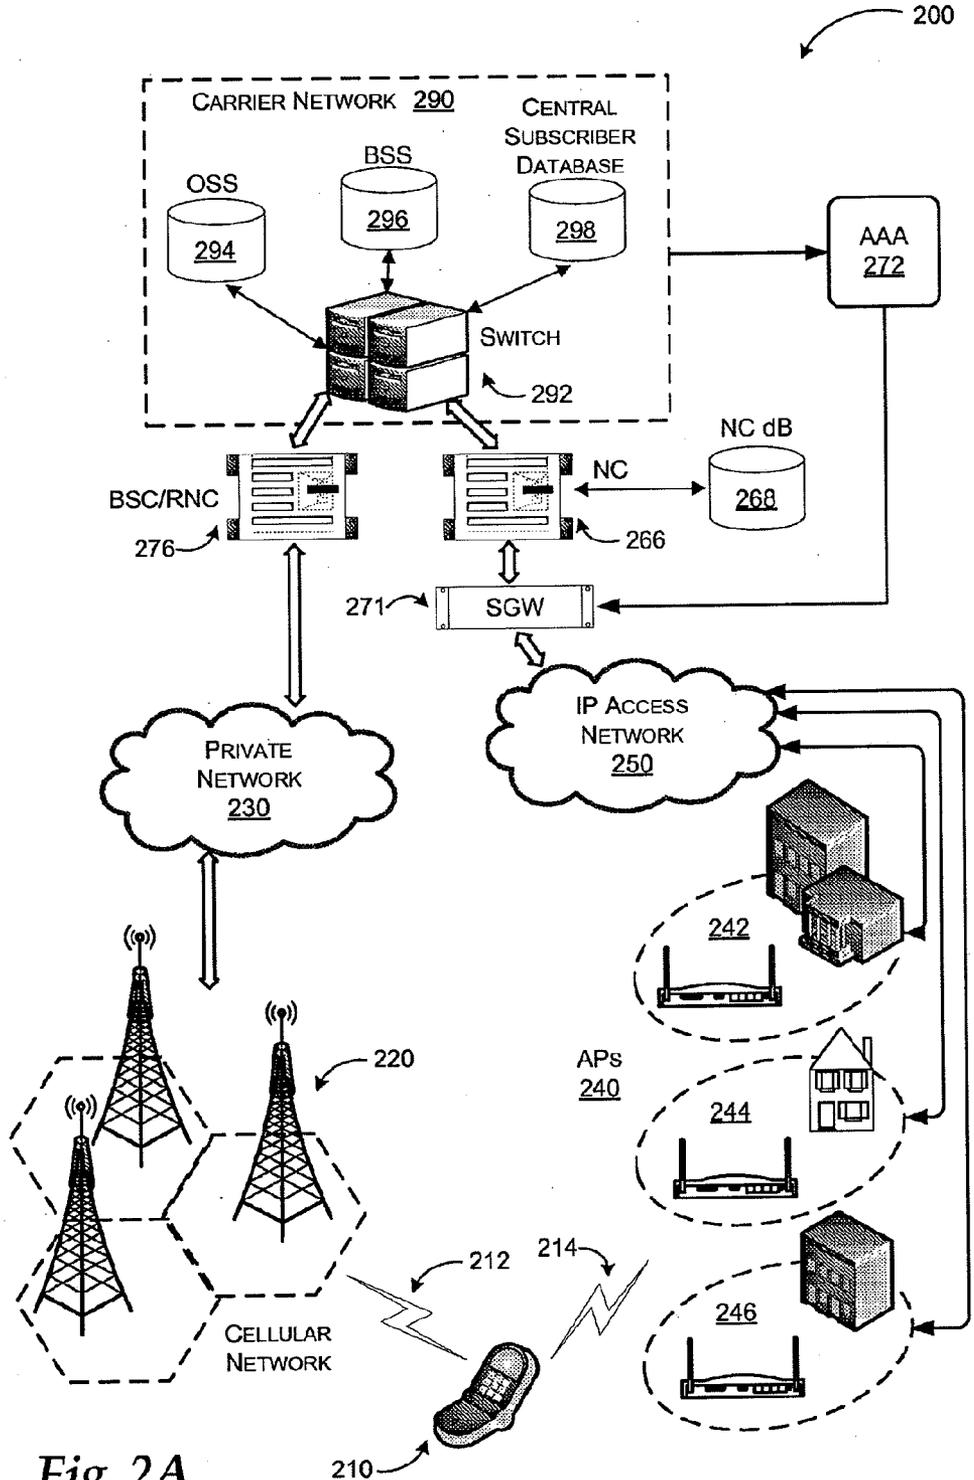 200
CARRIER NETWORK 290
CENTRAL
SUBSCRIBER
DATABASE
BSS
OSS
296
298
294
AAA
272
SWITCH
292
NC dB
NC
268
BSC/RNC
276
266
271
SGW
IP ACCESS
NETWORK
250
PRIVATE
NETWORK
230
242
220
APs
240
244
212
214
246
CELLULAR
NETWORK
210
Fig. 2A